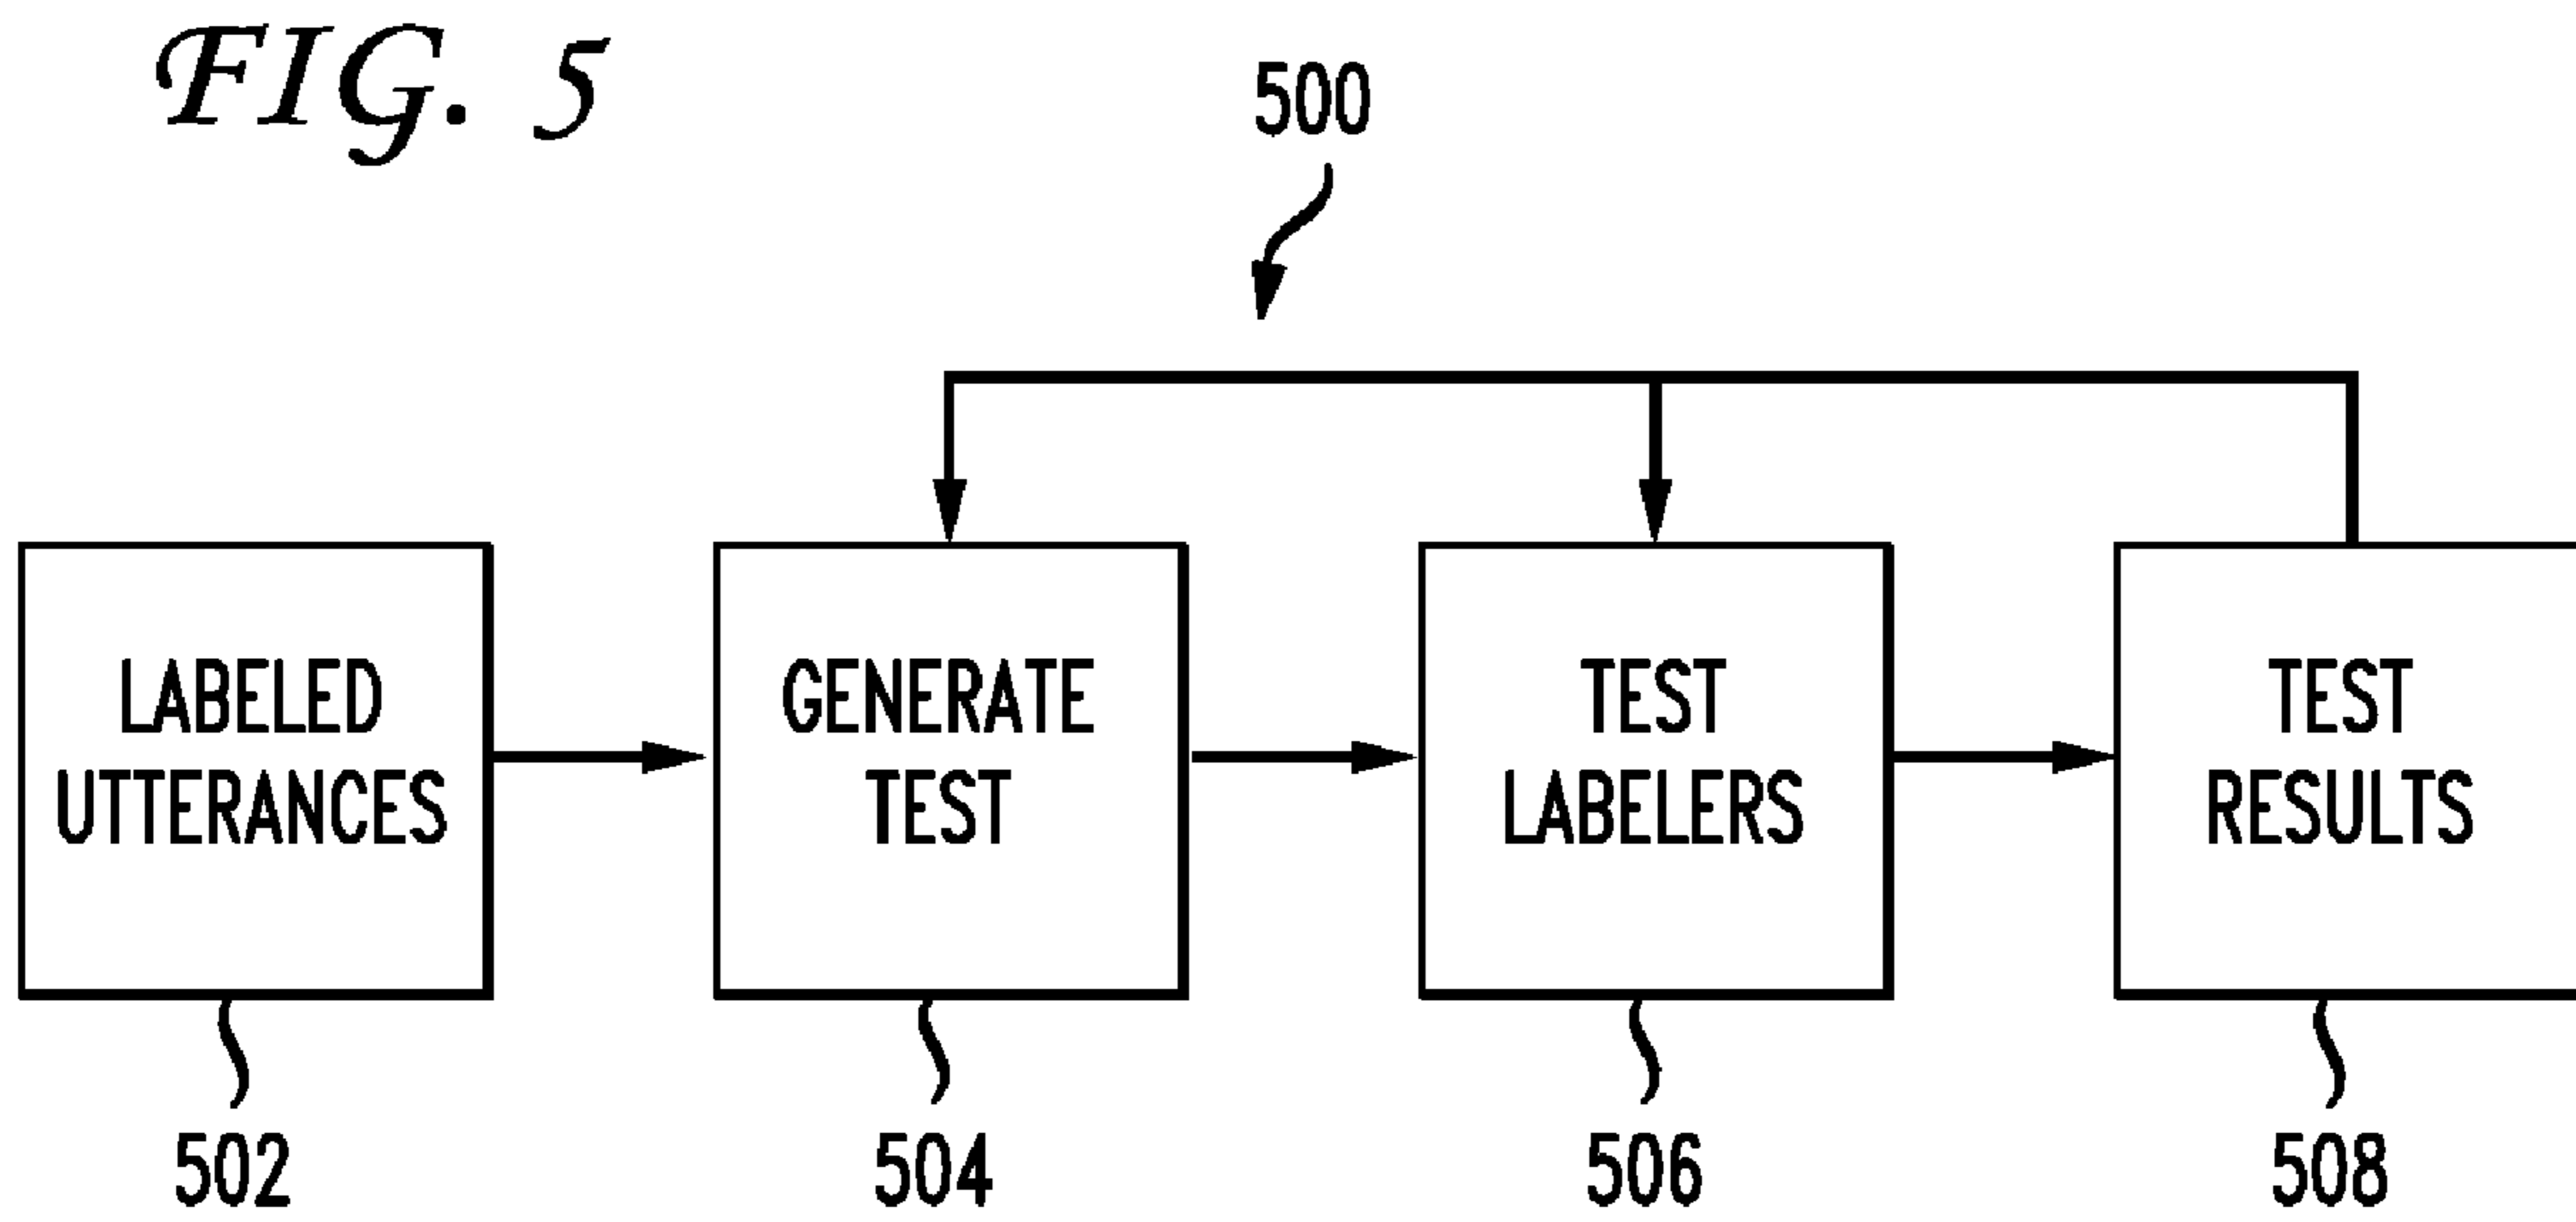 FIG. 5
500
LABELED
UTTERANCES
GENERATE
TEST
TEST
LABELERS
TEST
RESULTS
502
504
506
508